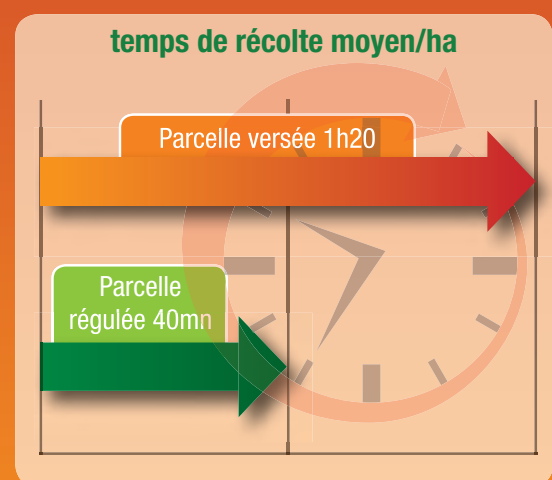 temps de récolte moyen/ha
Parcelle versée 1h20
Parcelle
régulée 40mn